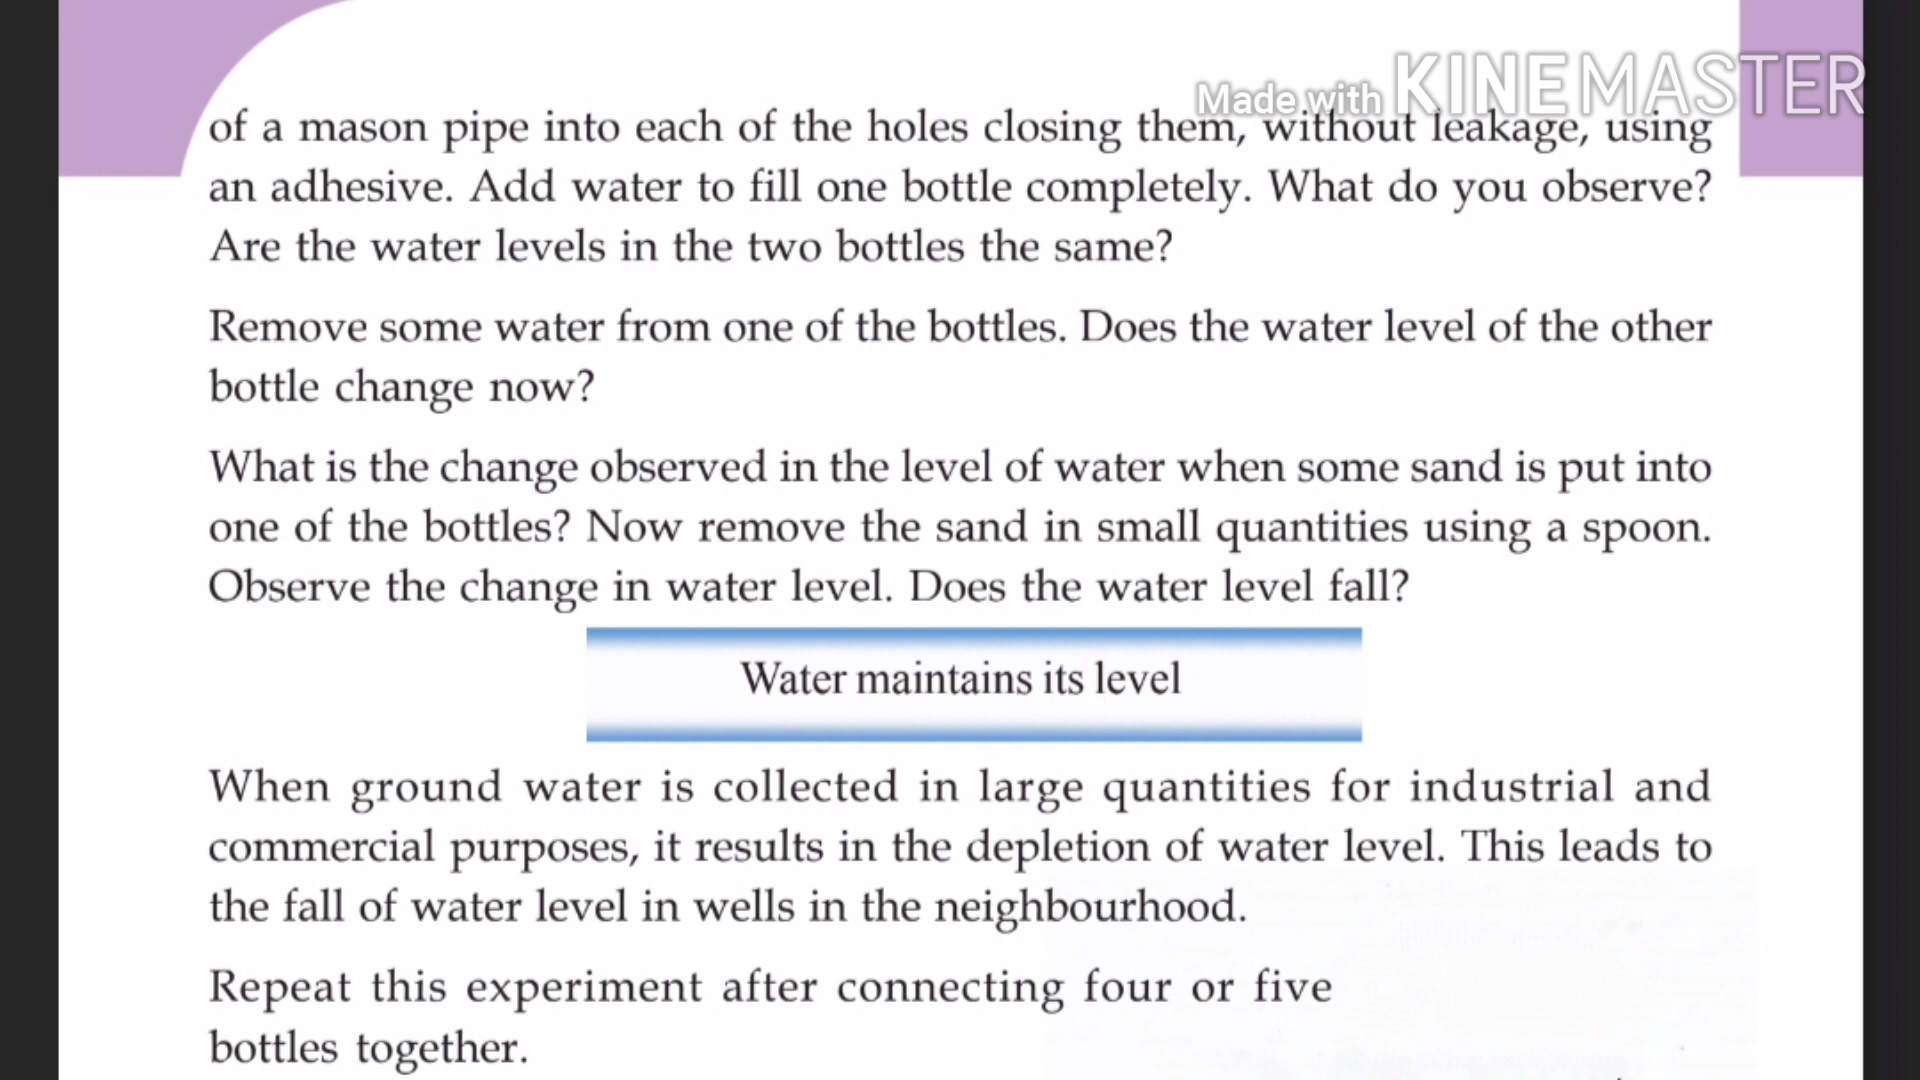 Made with KINEMASTER
of a mason pipe into each of the holes closing them, without leakage, using
an adhesive. Add water to fill one bottle completely. What do you observe?
Are the water levels in the two bottles the same?
Remove some water from one of the bottles. Does the water level of the other
bottle change now?
What is the change observed in the level of water when some sand is put into
one of the bottles? Now remove the sand in small quantities using a spoon.
Observe the change in water level. Does the water level fall?
Water maintains its level
When ground water is collected in large quantities for industrial and
commercial purposes, it results in the depletion of water level. This leads to
the fall of water level in wells in the neighbourhood.
Repeat this experiment after connecting four or five
bottles together.